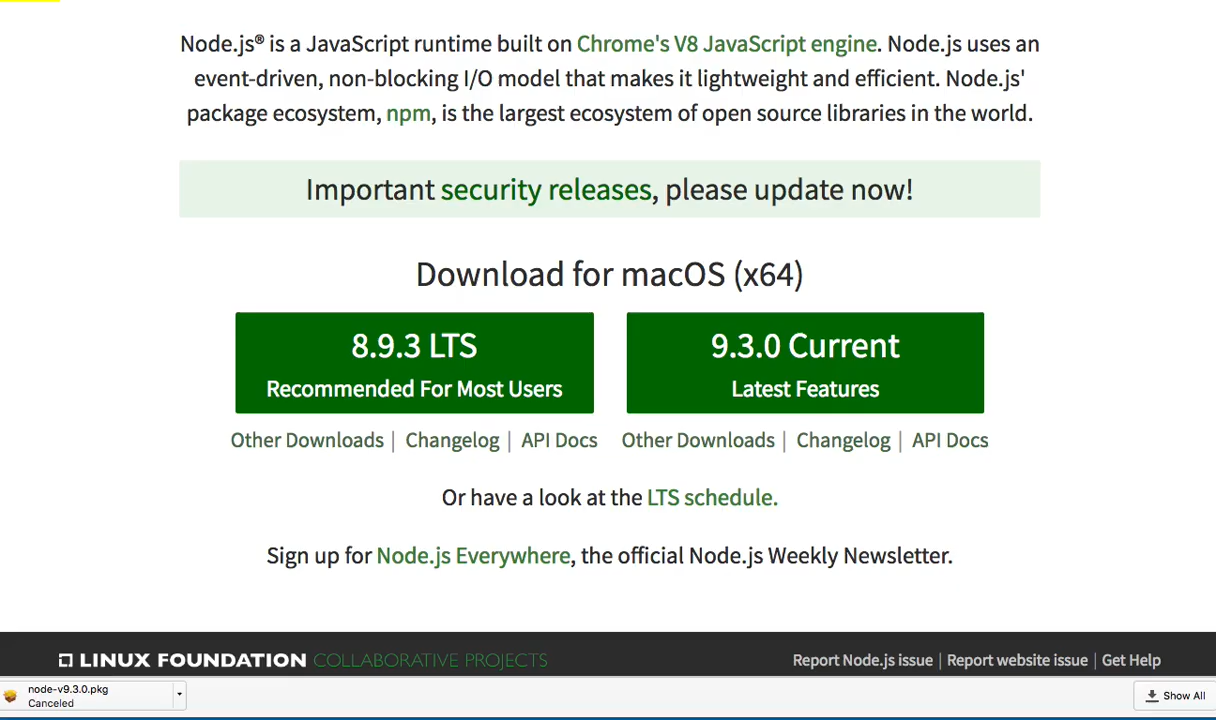 Node.js® is a JavaScript runtime built on Chrome's V8 JavaScript engine. Node.js uses an
event-driven, non-blocking I/O model that makes it lightweight and efficient. Node.js'
package ecosystem, npm, is the largest ecosystem of open source libraries in the world.
Important security releases, please update now!
Download for macOS (x64)
8.9.3 LTS
Recommended For Most Users
9.3.0 Current
Latest Features
Other Downloads | Changelog | API Docs
Other Downloads | Changelog | API Docs
Or have a look at the LTS schedule.
Sign up for Node.js Everywhere, the official Node.js Weekly Newsletter.
LINUX FOUNDATION COLLABORATIVE PROJECTS
Report Node.js issue | Report website issue | Get Help
node-v9.3.0.pkg
Canceled
Show All